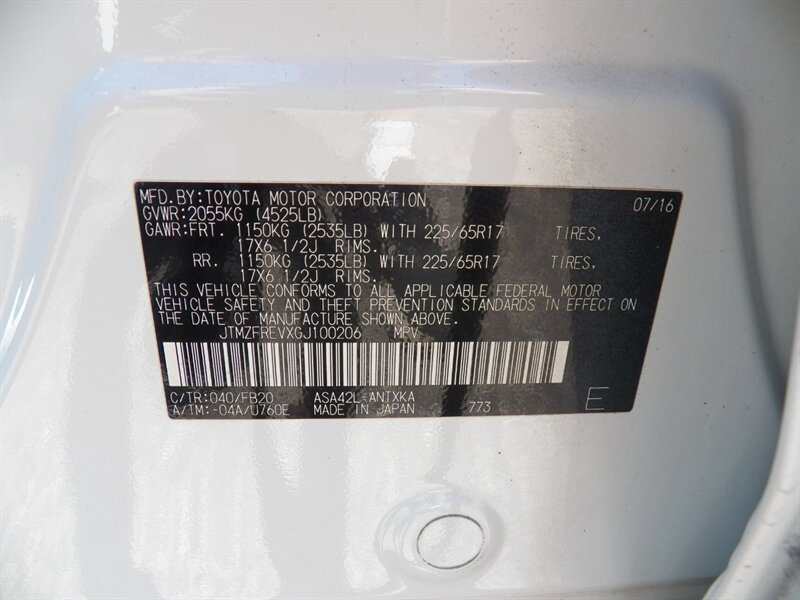 MFD.BY:TOYOTA MOTOR CORPORATION 07/16
GVWR:2055KG (4525LB)
GAWR:FRT. 1150KG (2535LB) WITH 225/65R17 TIRES,
17X6 1/2J RIMS.
RR. 1150KG (2535LB) WITH 225/65R17 TIRES,
17X6 1/2J RIMS.
THIS VEHICLE CONFORMS TO ALL APPLICABLE FEDERAL MOTOR
VEHICLE SAFETY AND THEFT PREVENTION STANDARDS IN EFFECT ON
THE DATE OF MANUFACTURE SHOWN ABOVE.
JTMZFREVXGJ100206 MPV
C/TR:040/FB20 ASA42L-ANTXKA
A/TM:-04A/U760E MADE IN JAPAN 773 E